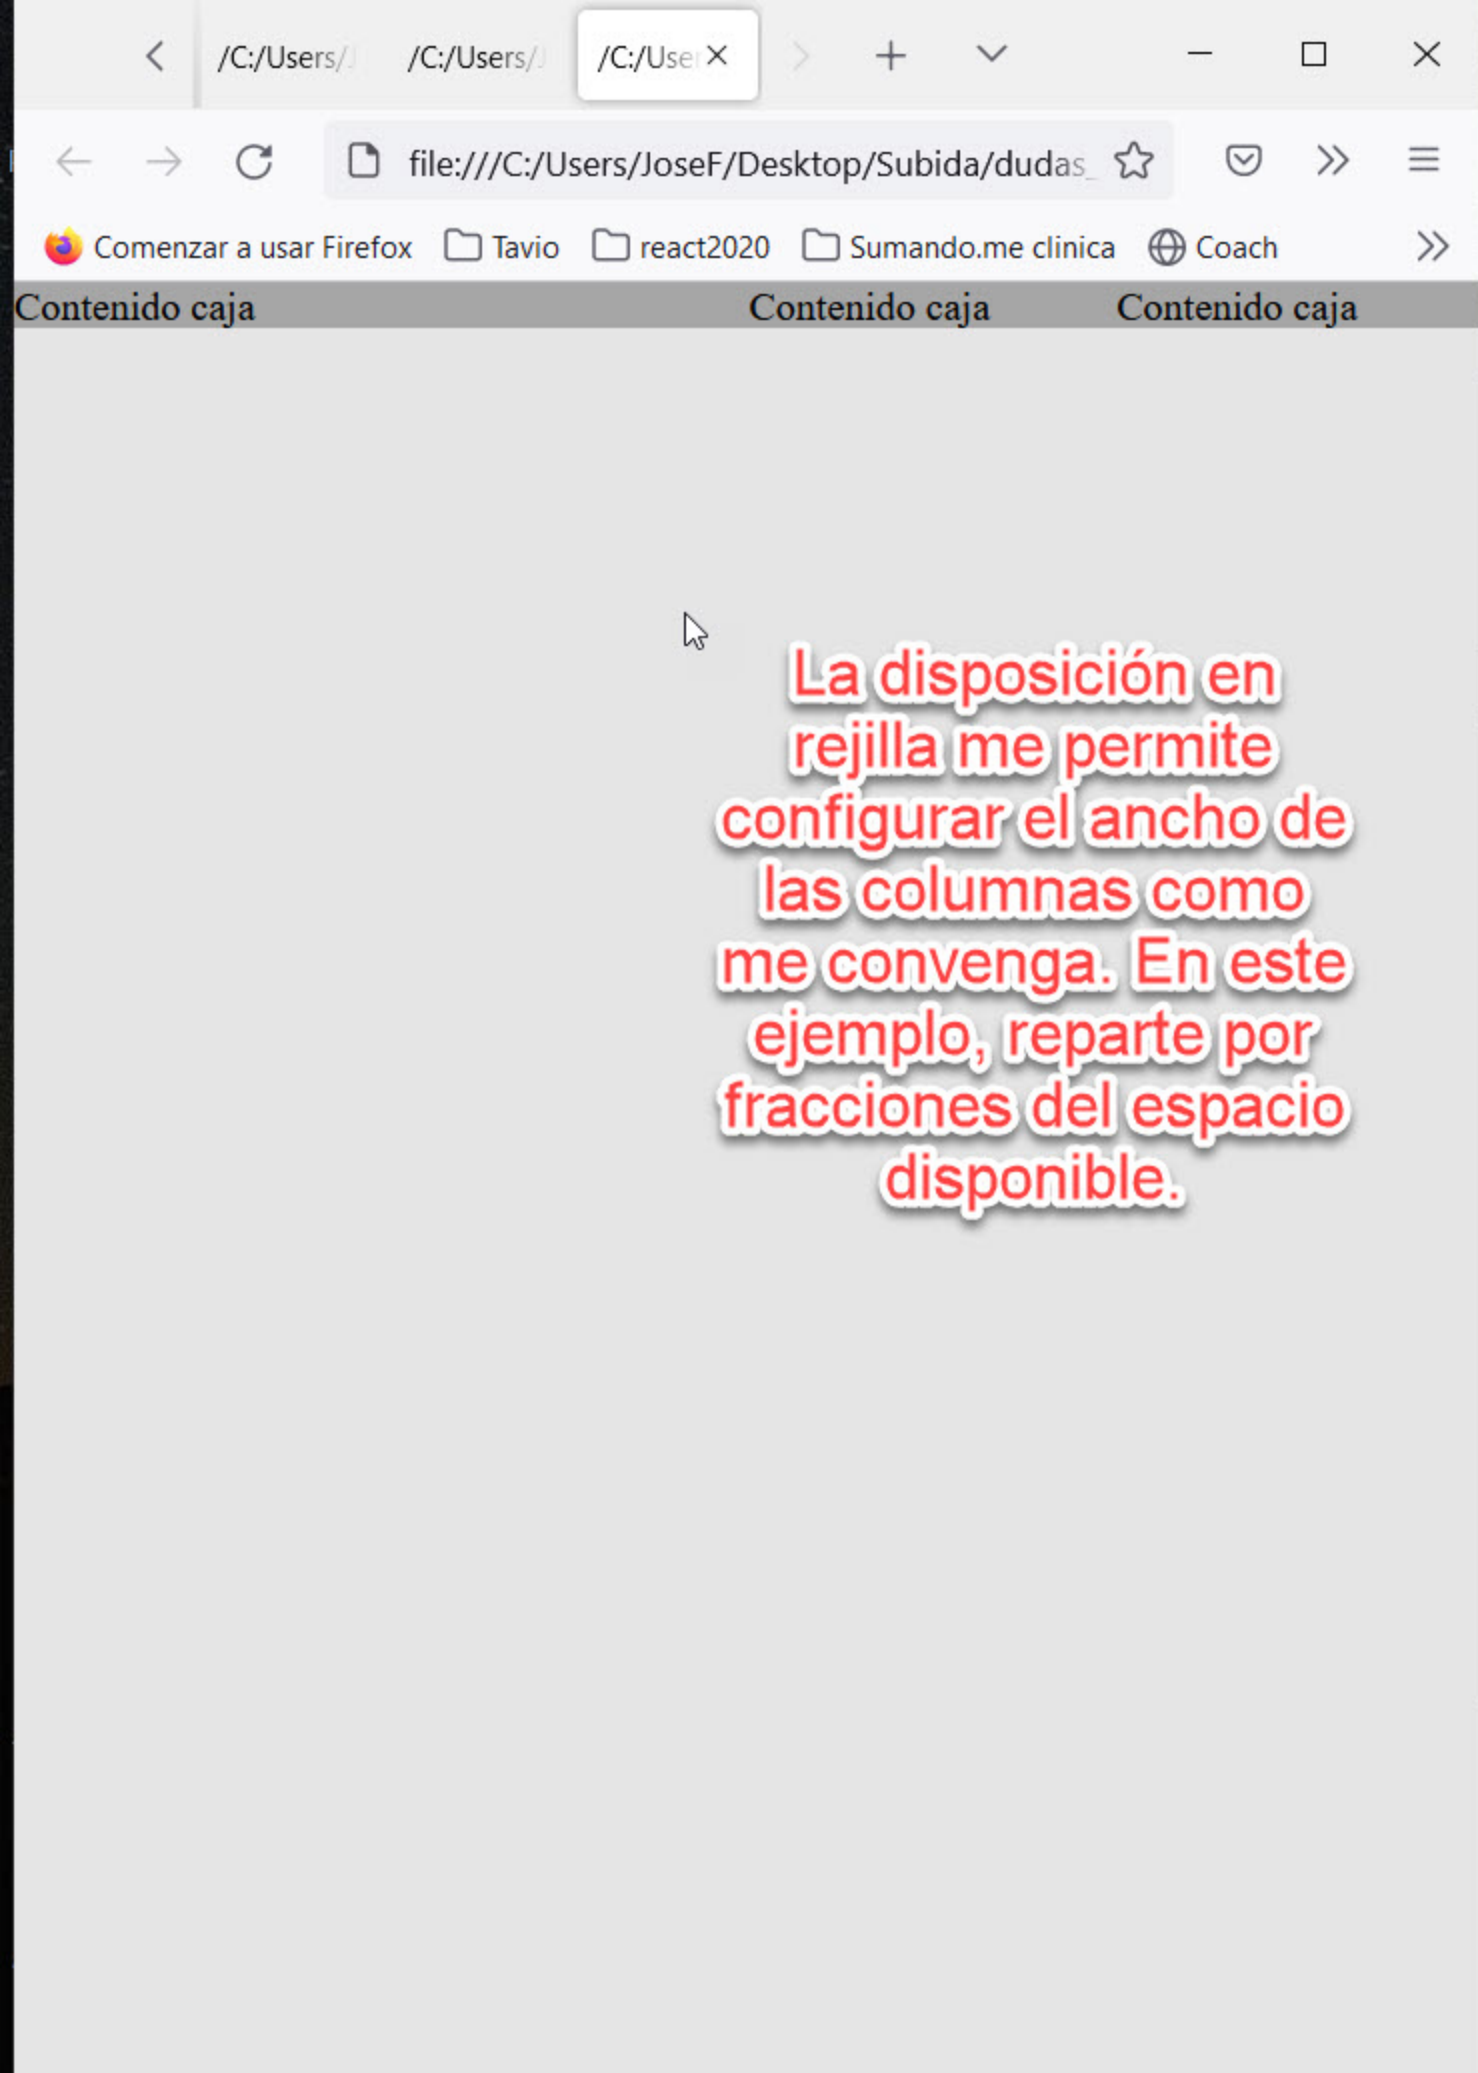 /C:/Users/J /C:/Users/J /C:/Use
file:///C:/Users/JoseF/Desktop/Subida/dudas_
Comenzar a usar Firefox Tavio react2020 Sumando.me clinica Coach
Contenido caja Contenido caja Contenido caja
La disposición en
rejilla me permite
configurar el ancho de
las columnas como
me convenga. En este
ejemplo, reparte por
fracciones del espacio
disponible.